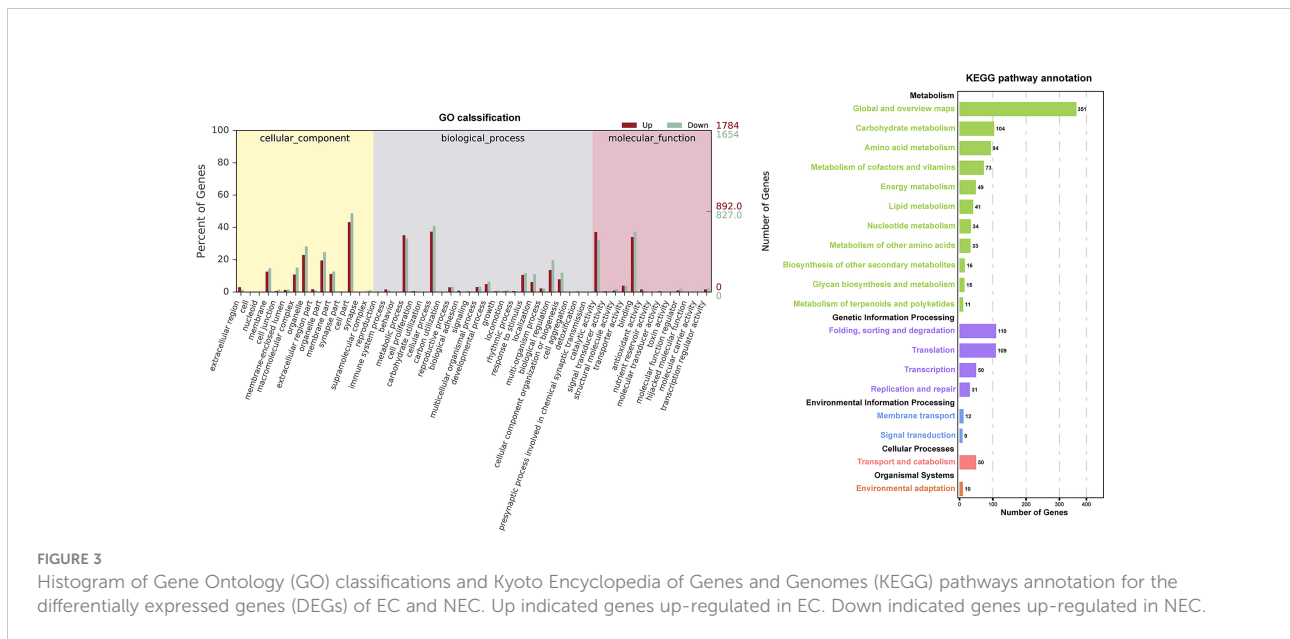 GO calssification
Up
Down
1784
1654
100
80
60
40
20
0
Percent of Genes
cellular_component
biological_process
molecular_function
892.0
827.0
0
0
Number of Genes
extracellular region
cell
nucleoid
membrane
cell junction
membrane-enclosed lumen
macromolecular complex
organelle
extracellular region part
organelle part
membrane part
synapse part
cell part
synapse
supramolecular complex
reproduction
immune system process
behavior
metabolic process
cell proliferation
carbohydrate utilization
cellular process
carbon utilization
reproductive process
biological adhesion
signaling
multicellular organismal process
developmental process
growth
locomotion
rhythmic process
response to stimulus
localization
multi-organism process
biological regulation
cellular component organization or biogenesis
cell aggregation
detoxification
presynaptic process involved in chemical synaptic transmission
catalytic activity
signal transducer activity
structural molecule activity
transporter activity
binding
antioxidant activity
nutrient reservoir activity
molecular transducer activity
toxin activity
molecular function regulator
hijacked molecular function
molecular carrier activity
transcription regulator activity
KEGG pathway annotation
Metabolism
Global and overview maps 351
Carbohydrate metabolism 104
Amino acid metabolism 94
Metabolism of cofactors and vitamins 73
Energy metabolism 49
Lipid metabolism 41
Nucleotide metabolism 34
Metabolism of other amino acids 33
Biosynthesis of other secondary metabolites 16
Glycan biosynthesis and metabolism 15
Metabolism of terpenoids and polyketides 11
Genetic Information Processing
Folding, sorting and degradation 110
Translation 109
Transcription 50
Replication and repair 31
Environmental Information Processing
Membrane transport 12
Signal transduction 9
Cellular Processes
Transport and catabolism 50
Organismal Systems
Environmental adaptation 10
0 100 200 300 400
Number of Genes
FIGURE 3
Histogram of Gene Ontology (GO) classifications and Kyoto Encyclopedia of Genes and Genomes (KEGG) pathways annotation for the
differentially expressed genes (DEGs) of EC and NEC. Up indicated genes up-regulated in EC. Down indicated genes up-regulated in NEC.